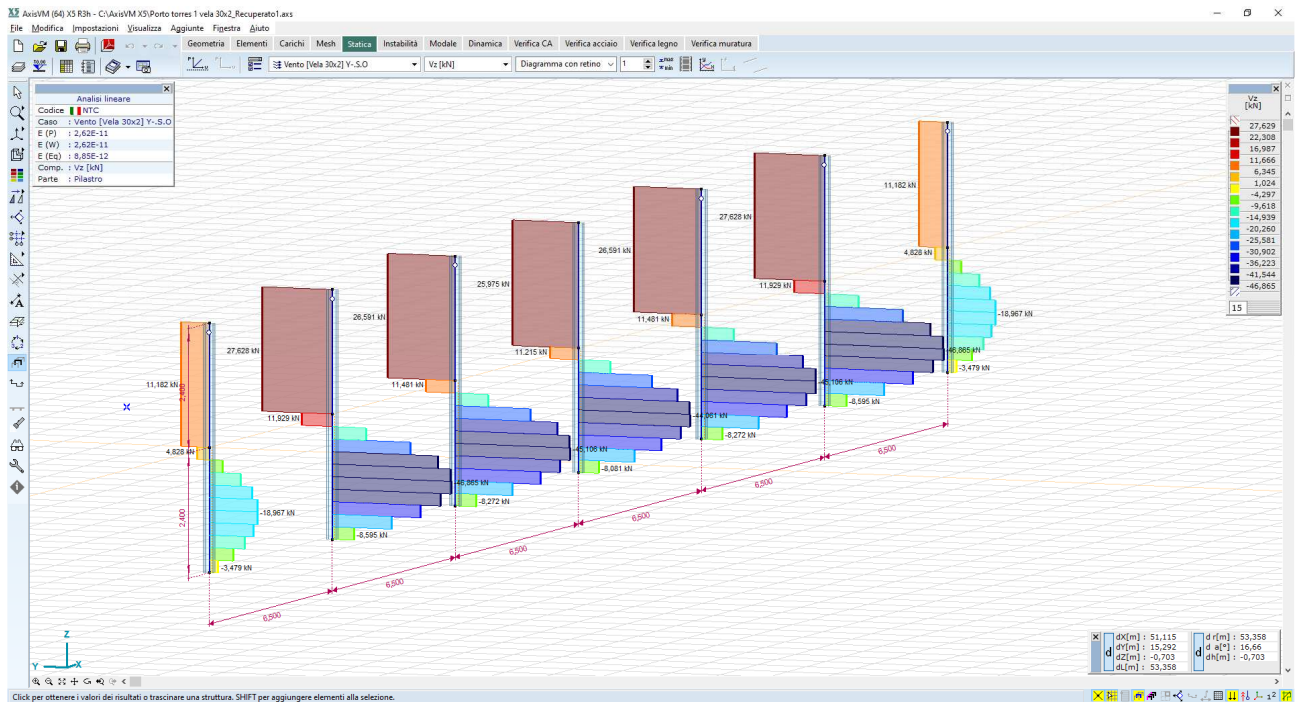 AxisVM (64) X5 R3h - C:\AxisVM X5\Porto torres 1 vela 30x2_Recuperato1.axs
File Modifica Impostazioni Visualizza Aggiunte Finestra Aiuto
Geometria Elementi Carichi Mesh Statica Instabilità Modale Dinamica Verifica CA Verifica acciaio Verifica legno Verifica muratura
Vento [Vela 30x2] Y-.S.O Vz [kN] Diagramma con retino 1
Analisi lineare
Codice NTC
Caso : Vento [Vela 30x2] Y-.S.O
E (P) : 2,62E-11
E (W) : 2,62E-11
E (Eq) : 8,85E-12
Comp. : Vz [kN]
Parte : Pilastro
Vz
[kN]
27,629
22,308
16,987
11,666
6,345
1,024
-4,297
-9,618
-14,939
-20,260
-25,581
-30,902
-36,223
-41,544
-46,865
15
11,182 kN
4,828 kN
-18,967 kN
-3,479 kN
27,628 kN
11,929 kN
-46,865 kN
-8,595 kN
26,591 kN
11,481 kN
-45,106 kN
-8,272 kN
25,975 kN
11,215 kN
-44,061 kN
-8,081 kN
26,591 kN
11,481 kN
-45,106 kN
-8,272 kN
27,628 kN
11,929 kN
-46,865 kN
-8,595 kN
11,182 kN
4,828 kN
-18,967 kN
-3,479 kN
2,400
2,400
6,500
6,500
6,500
6,500
6,500
6,500
Z
Y X
dX[m] : 51,115
dY[m] : 15,292
dZ[m] : -0,703
dL[m] : 53,358
d r[m] : 53,358
d a[°] : 16,66
dh[m] : -0,703
Click per ottenere i valori dei risultati o trascinare una struttura. SHIFT per aggiungere elementi alla selezione.